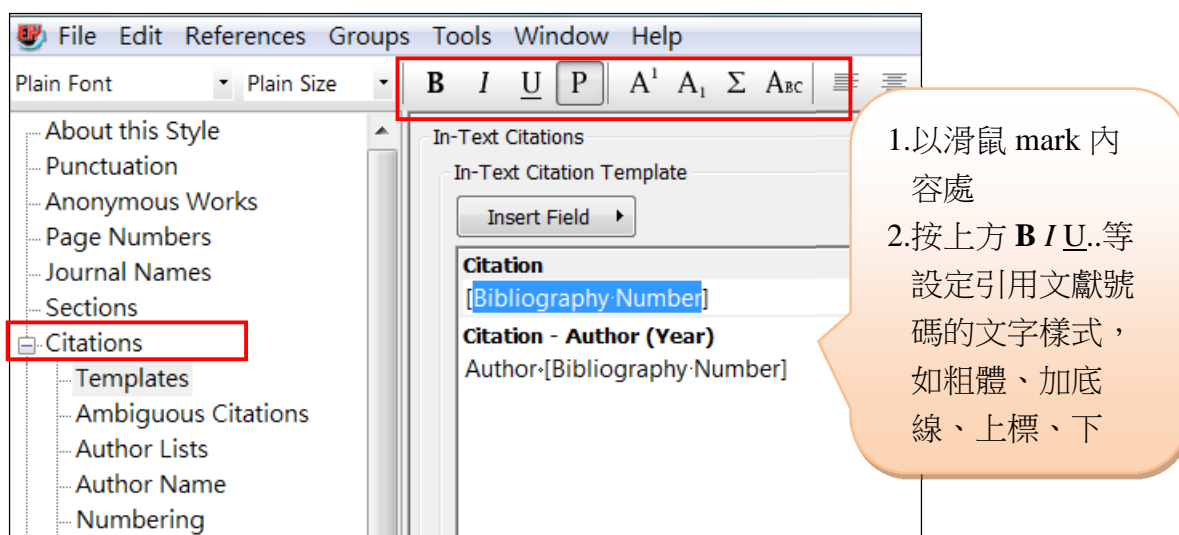 File Edit References Groups Tools Window Help
Plain Font Plain Size B I U P A¹ A₁ Σ ABC
About this Style
Punctuation
Anonymous Works
Page Numbers
Journal Names
Sections
Citations
Templates
Ambiguous Citations
Author Lists
Author Name
Numbering
In-Text Citations
In-Text Citation Template
Insert Field
Citation
[Bibliography·Number]
Citation - Author (Year)
Author·[Bibliography·Number]
1.以滑鼠 mark 內
容處
2.按上方 B I U..等
設定引用文獻號
碼的文字樣式，
如粗體、加底
線、上標、下